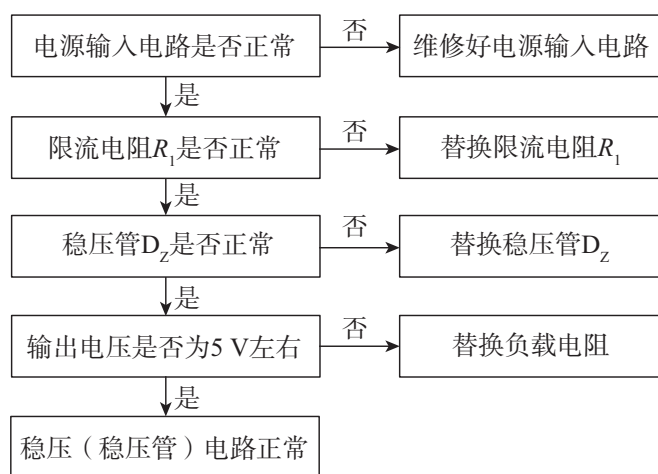 电源输入电路是否正常
否
维修好电源输入电路
是
限流电阻R₁是否正常
否
替换限流电阻R₁
是
稳压管D_Z是否正常
否
替换稳压管D_Z
是
输出电压是否为5 V左右
否
替换负载电阻
是
稳压（稳压管）电路正常